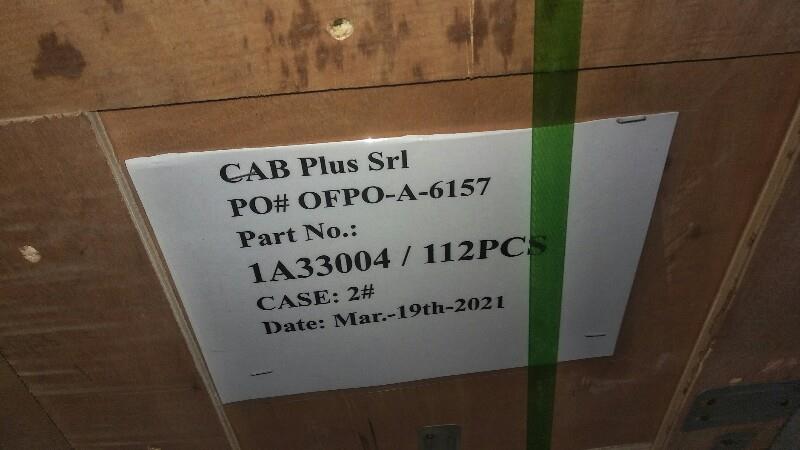 CAB Plus Srl
PO# OFPO-A-6157
Part No.:
1A33004 / 112PCS
CASE: 2#
Date: Mar.-19th-2021